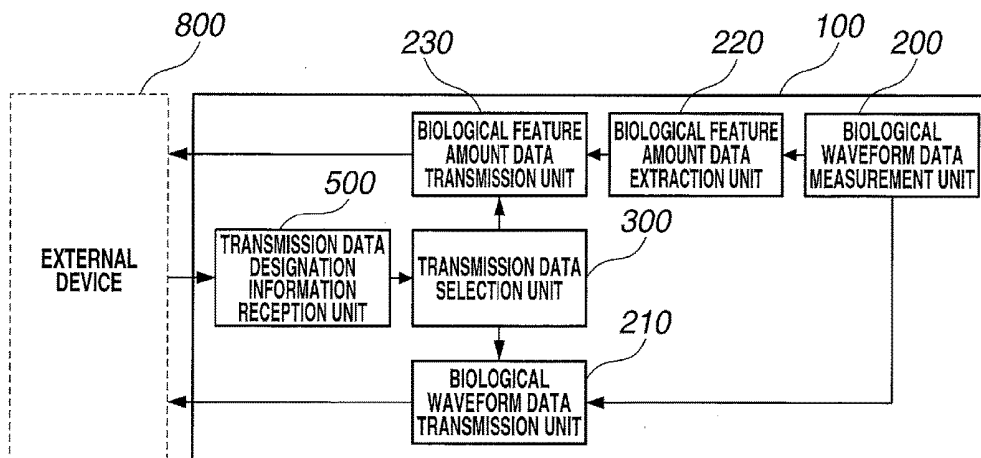 800
230
220
100
200
BIOLOGICAL FEATURE
AMOUNT DATA
TRANSMISSION UNIT
BIOLOGICAL FEATURE
AMOUNT DATA
EXTRACTION UNIT
BIOLOGICAL
WAVEFORM DATA
MEASUREMENT UNIT
500
300
EXTERNAL
DEVICE
TRANSMISSION DATA
DESIGNATION
INFORMATION
RECEPTION UNIT
TRANSMISSION DATA
SELECTION UNIT
210
BIOLOGICAL
WAVEFORM DATA
TRANSMISSION UNIT